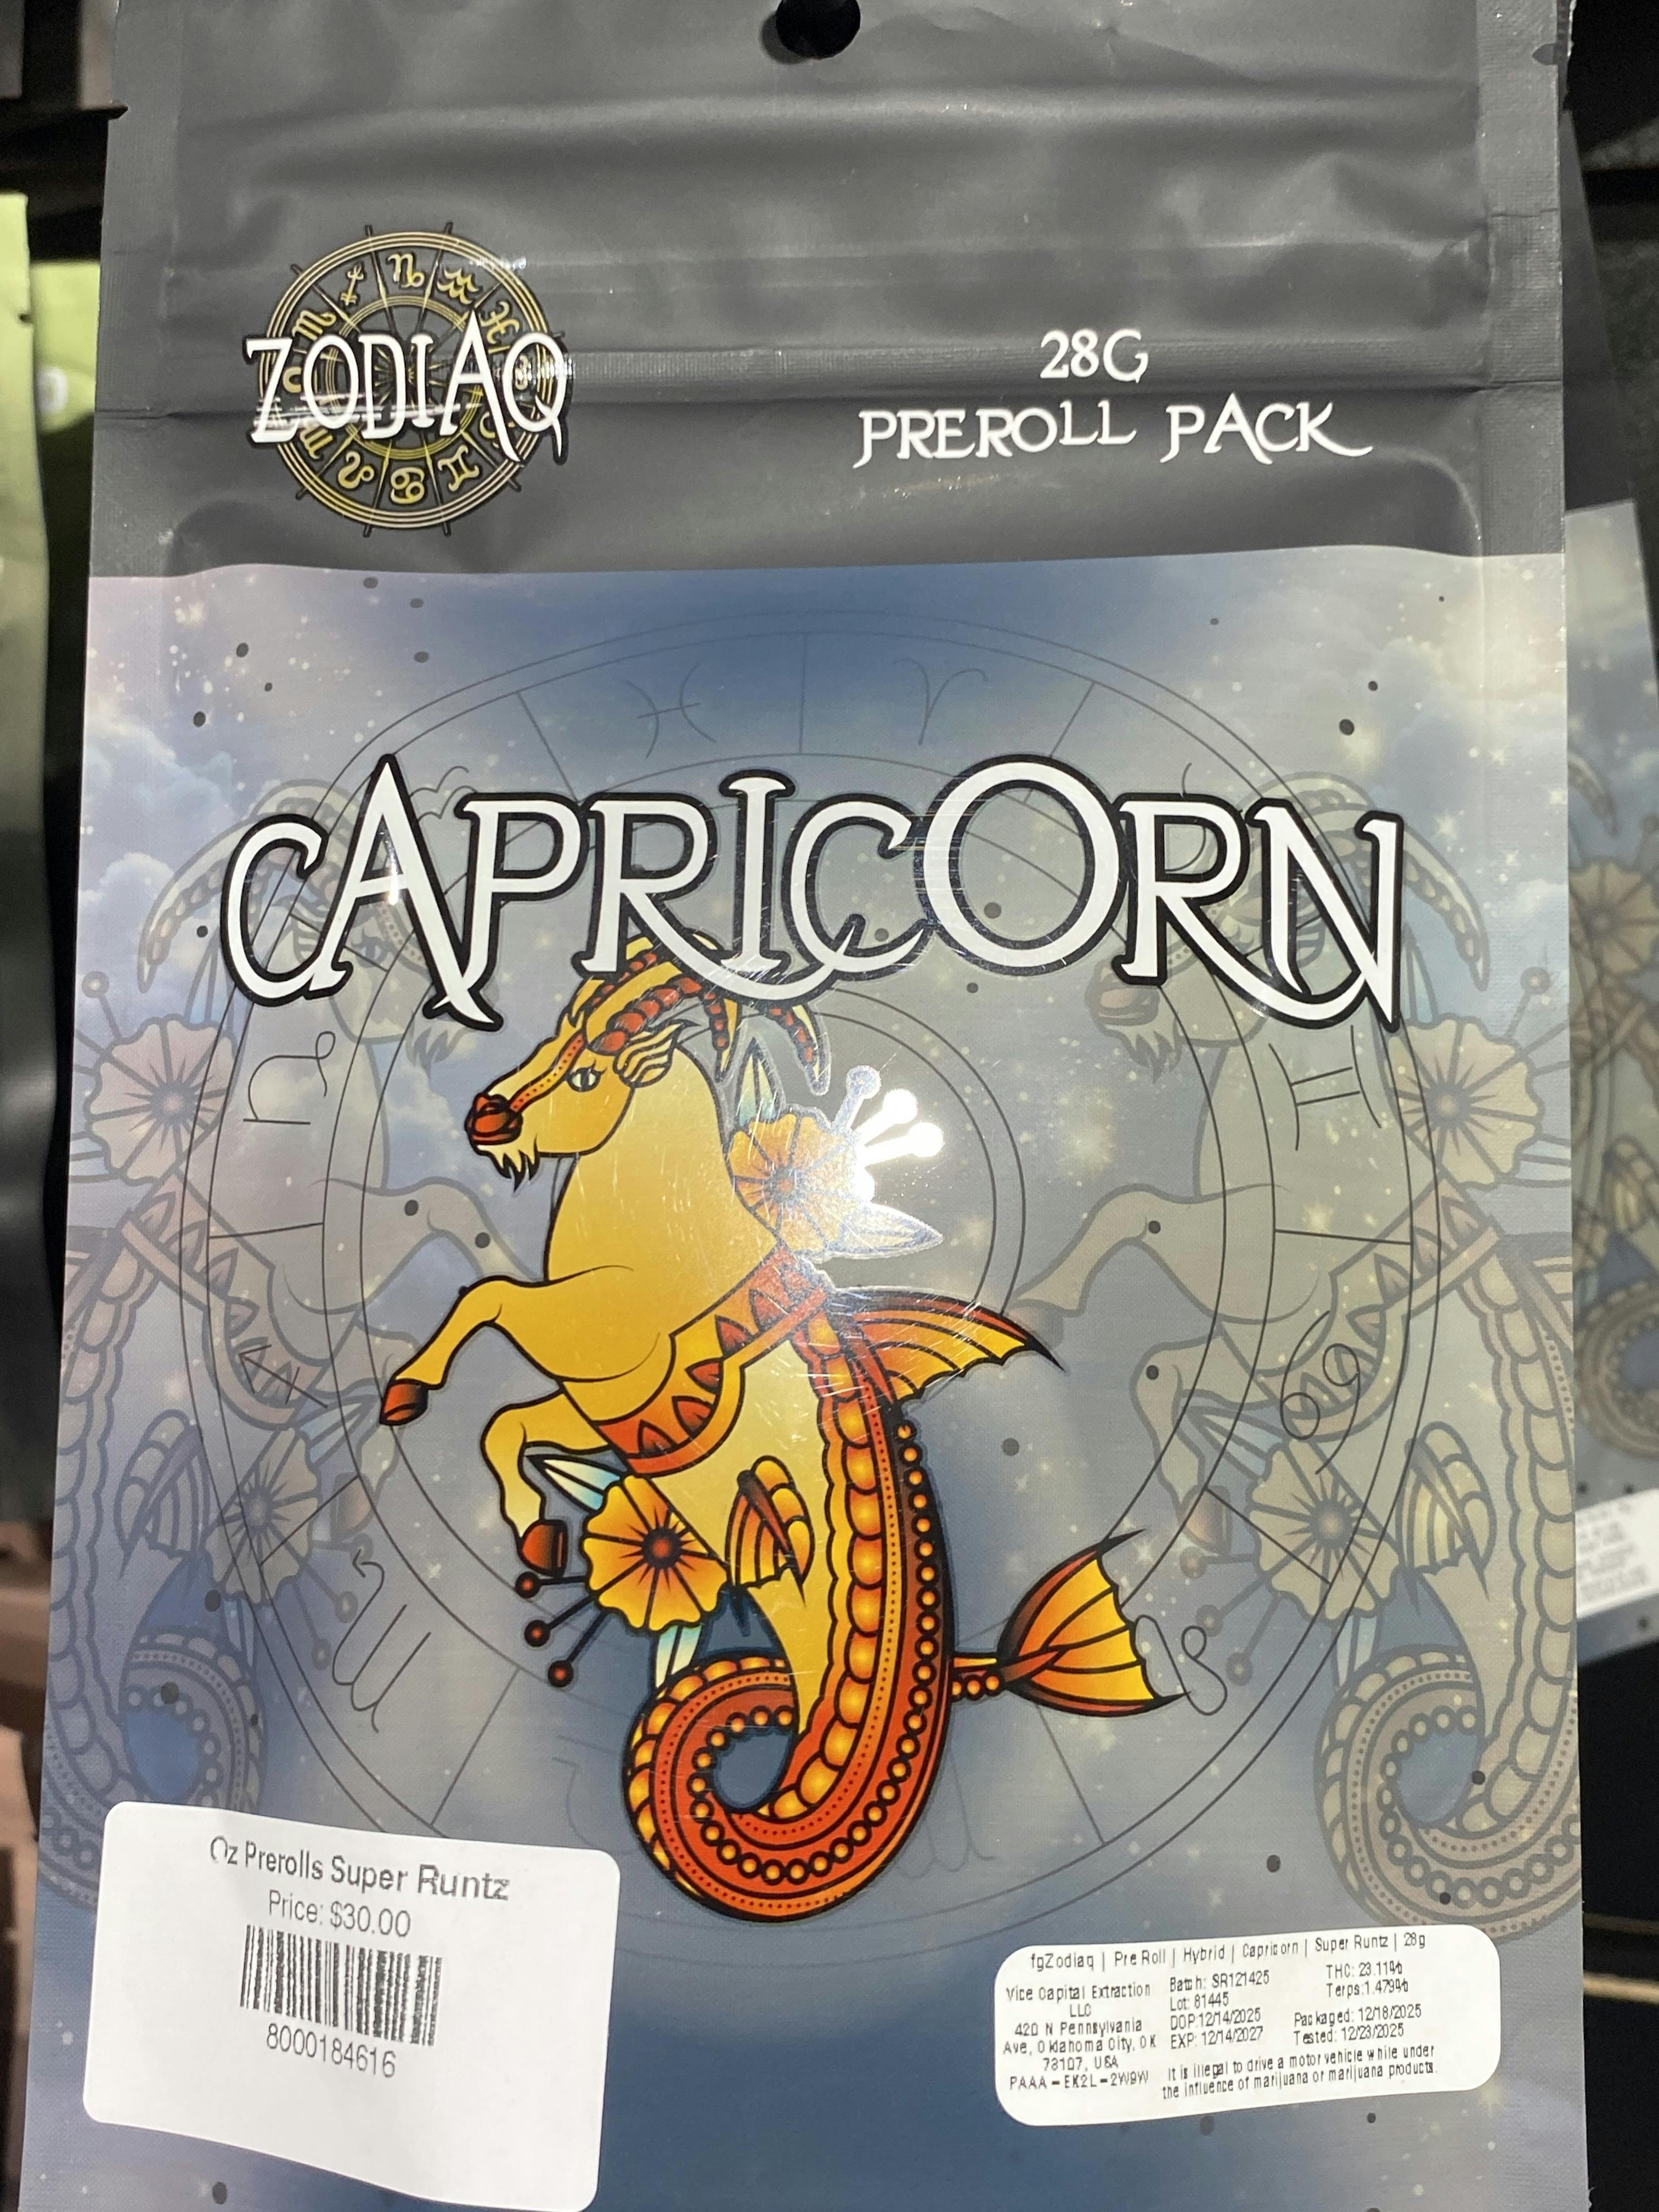 ZODIAQ
28G
PREROLL PACK
CAPRICORN
Oz Prerolls Super Runtz
Price: $30.00
8000184616
fgZodiaq | Pre Roll | Hybrid | Capricorn | Super Runtz | 28g
Vice Capital Extraction
LLC
420 N Pennsylvania
Ave, Oklahoma City, OK
73107, USA
PAAA-EK2L-2W9W
Batch: SR121425
Lot: 81445
DOP:12/14/2025
EXP: 12/14/2027
THC: 23.11%
Terps:1.479%
Packaged: 12/18/2025
Tested: 12/23/2025
It is illegal to drive a motor vehicle while under
the influence of marijuana or marijuana products.